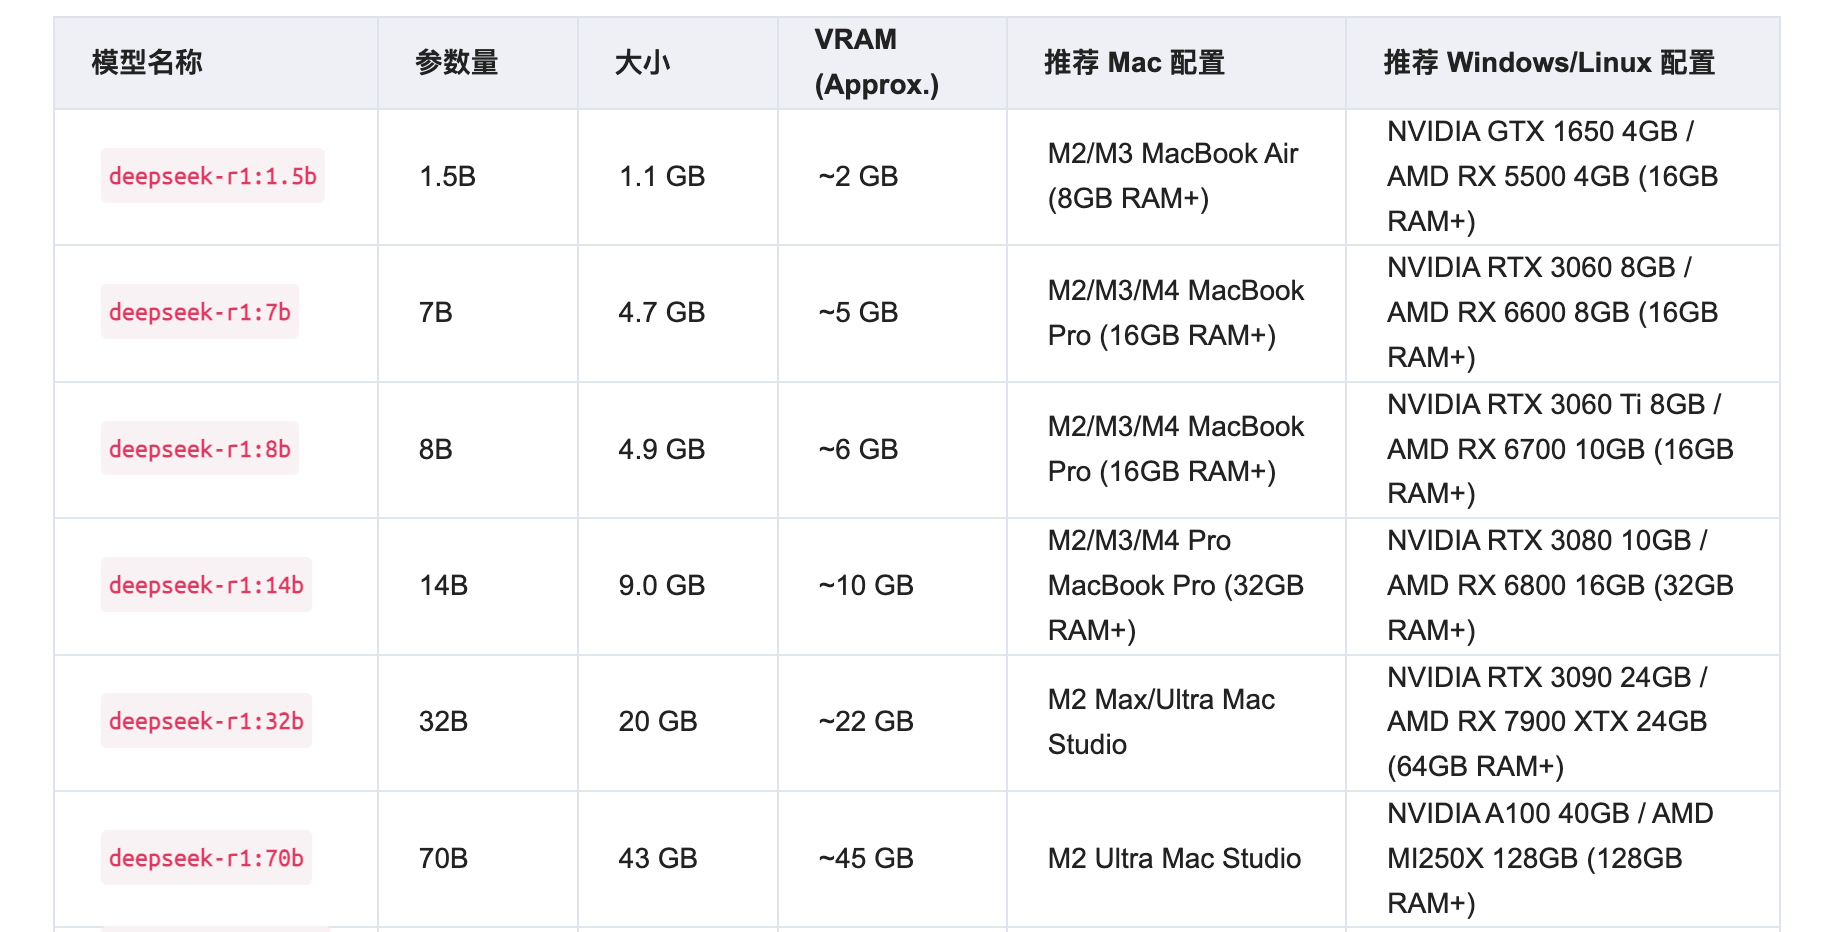 模型名称
参数量
大小
VRAM
(Approx.)
推荐 Mac 配置
推荐 Windows/Linux 配置
deepseek-r1:1.5b
1.5B
1.1 GB
~2 GB
M2/M3 MacBook Air
(8GB RAM+)
NVIDIA GTX 1650 4GB /
AMD RX 5500 4GB (16GB
RAM+)
deepseek-r1:7b
7B
4.7 GB
~5 GB
M2/M3/M4 MacBook
Pro (16GB RAM+)
NVIDIA RTX 3060 8GB /
AMD RX 6600 8GB (16GB
RAM+)
deepseek-r1:8b
8B
4.9 GB
~6 GB
M2/M3/M4 MacBook
Pro (16GB RAM+)
NVIDIA RTX 3060 Ti 8GB /
AMD RX 6700 10GB (16GB
RAM+)
deepseek-r1:14b
14B
9.0 GB
~10 GB
M2/M3/M4 Pro
MacBook Pro (32GB
RAM+)
NVIDIA RTX 3080 10GB /
AMD RX 6800 16GB (32GB
RAM+)
deepseek-r1:32b
32B
20 GB
~22 GB
M2 Max/Ultra Mac
Studio
NVIDIA RTX 3090 24GB /
AMD RX 7900 XTX 24GB
(64GB RAM+)
deepseek-r1:70b
70B
43 GB
~45 GB
M2 Ultra Mac Studio
NVIDIA A100 40GB / AMD
MI250X 128GB (128GB
RAM+)